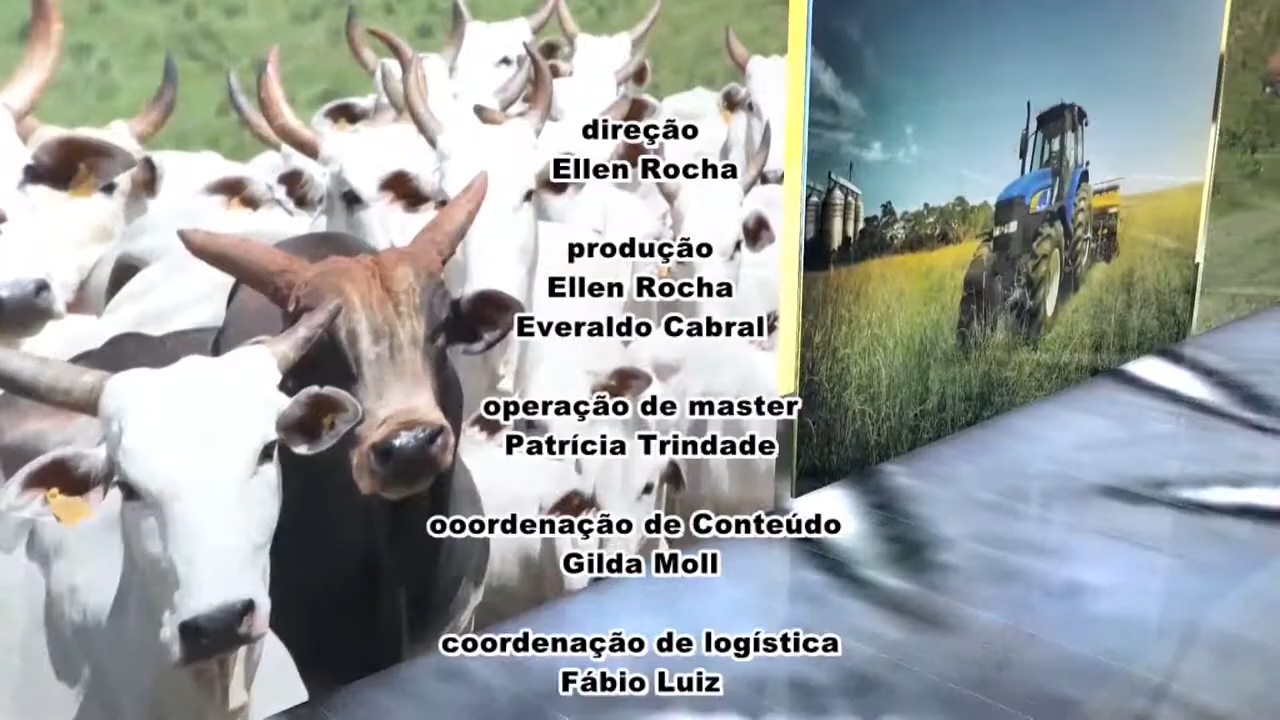 direção
Ellen Rocha
produção
Ellen Rocha
Everaldo Cabral
operação de master
Patrícia Trindade
ooordenação de Conteúdo
Gilda Moll
coordenação de logística
Fábio Luiz